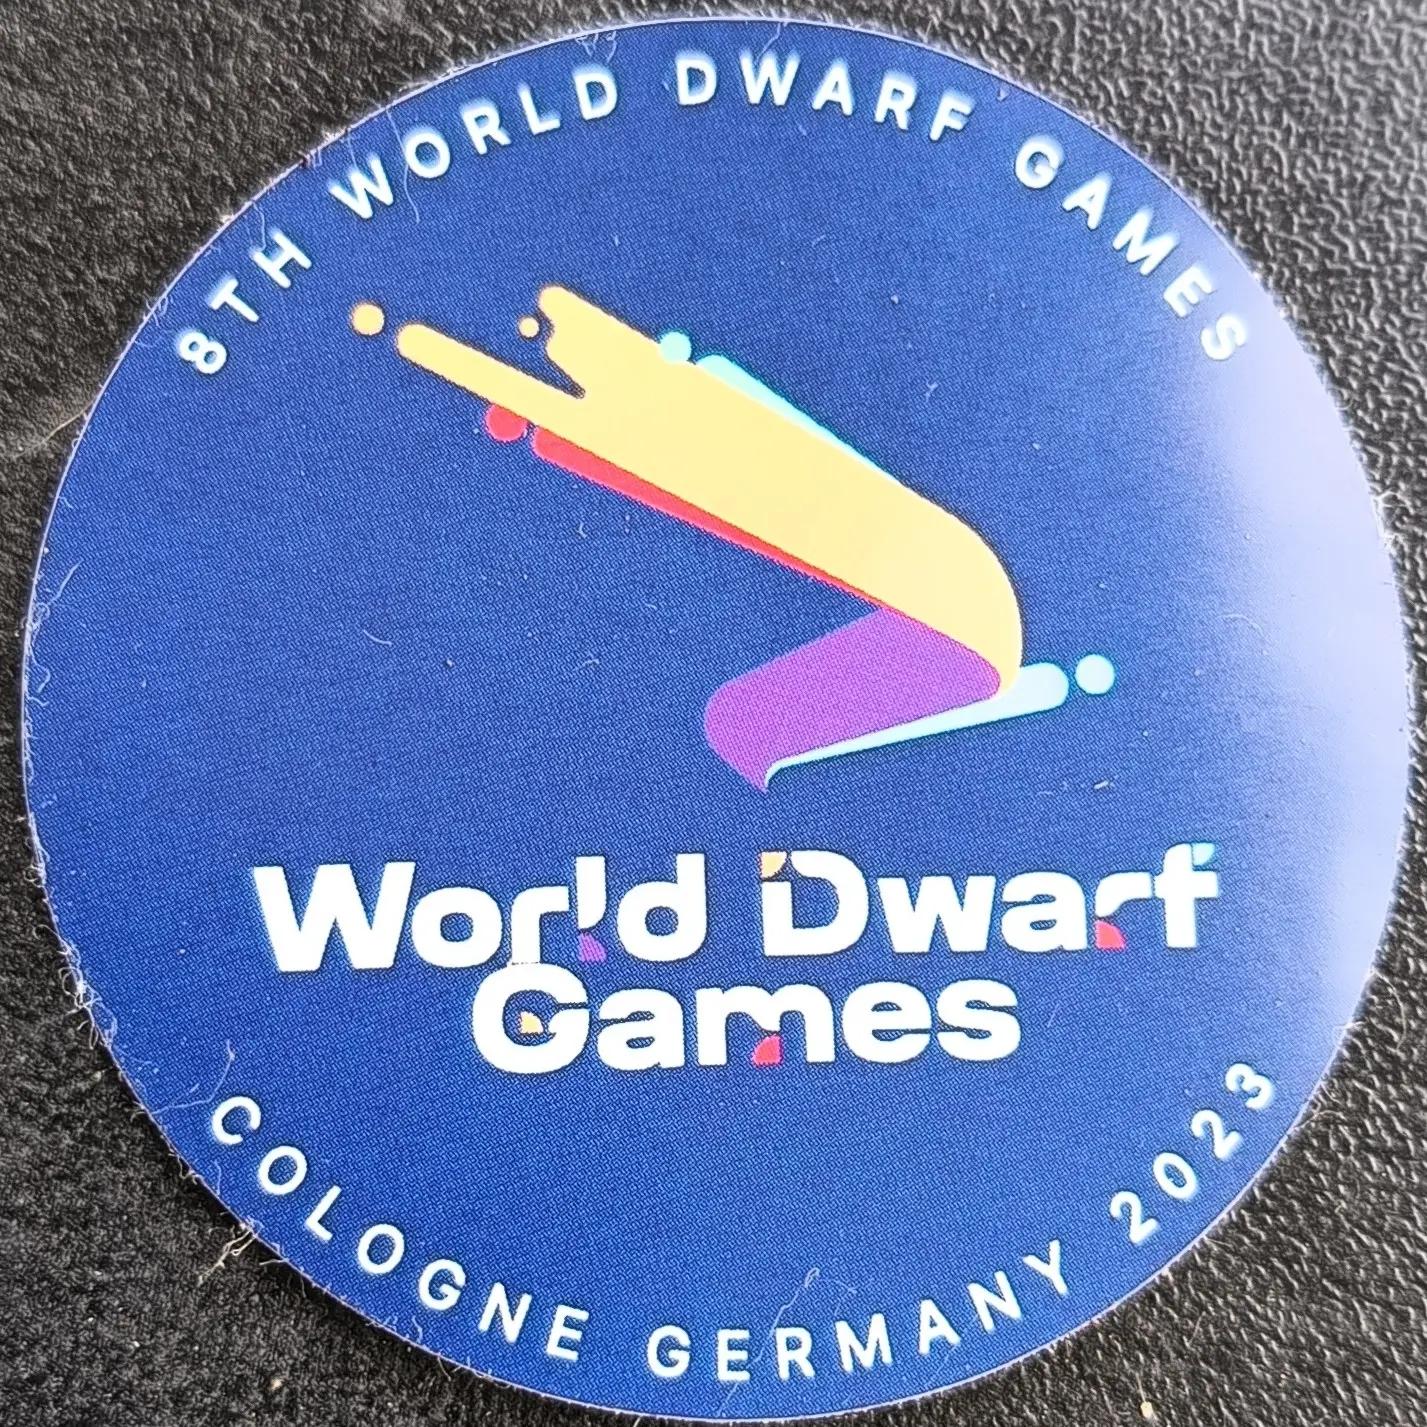 8TH WORLD DWARF GAMES
World Dwarf
Games
COLOGNE GERMANY 2023